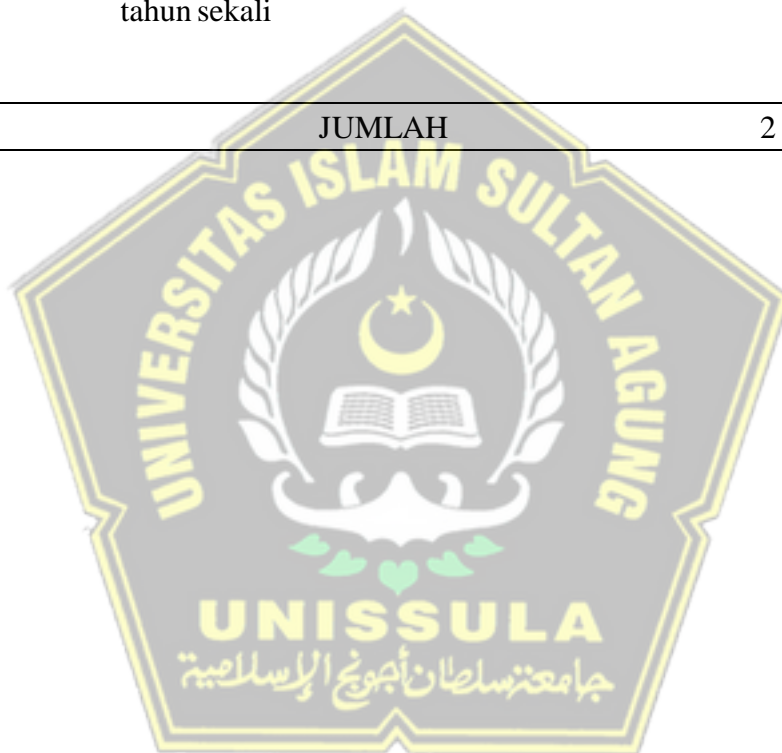 tahun sekali
JUMLAH 2
UNIVERSITAS ISLAM SULTAN AGUNG
UNISSULA
جامعة سلطان أجونج الإسلامية